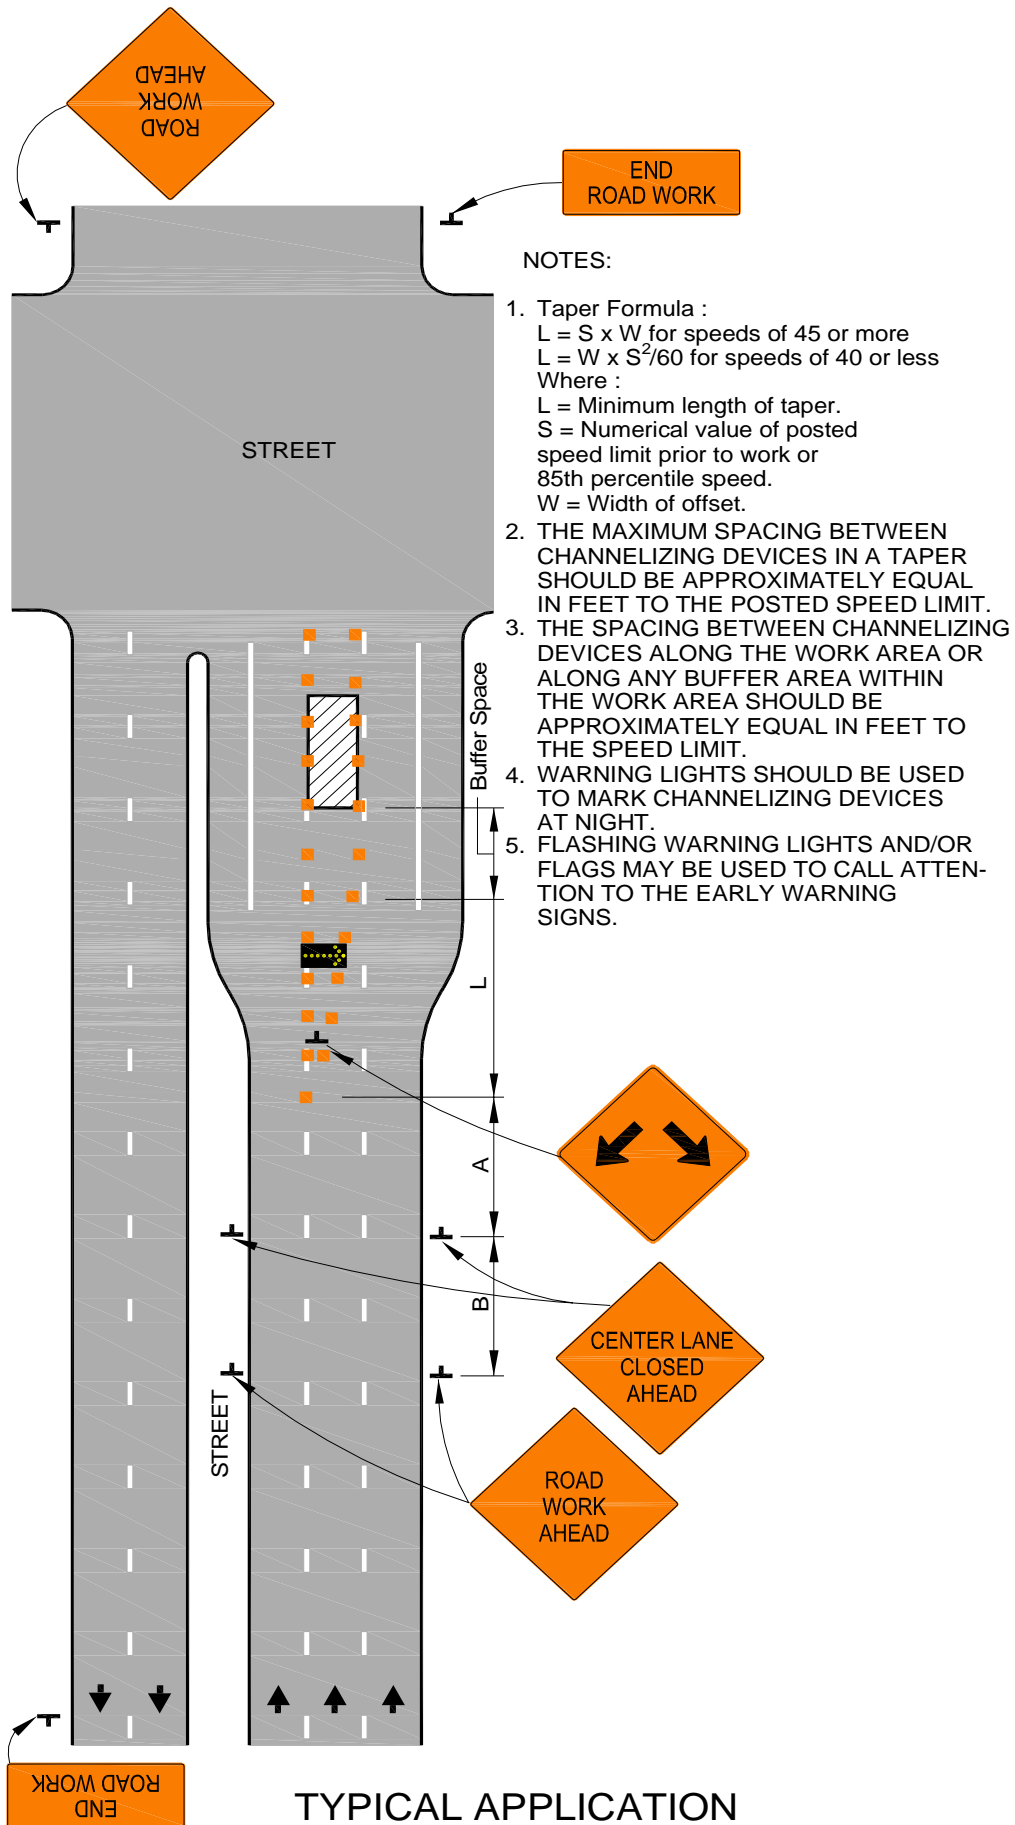 ROAD
WORK
AHEAD
END
ROAD WORK
NOTES:
1. Taper Formula :
L = S x W for speeds of 45 or more
L = W x S²/60 for speeds of 40 or less
Where :
L = Minimum length of taper.
S = Numerical value of posted
speed limit prior to work or
85th percentile speed.
W = Width of offset.
2. THE MAXIMUM SPACING BETWEEN
CHANNELIZING DEVICES IN A TAPER
SHOULD BE APPROXIMATELY EQUAL
IN FEET TO THE POSTED SPEED LIMIT.
3. THE SPACING BETWEEN CHANNELIZING
DEVICES ALONG THE WORK AREA OR
ALONG ANY BUFFER AREA WITHIN
THE WORK AREA SHOULD BE
APPROXIMATELY EQUAL IN FEET TO
THE SPEED LIMIT.
4. WARNING LIGHTS SHOULD BE USED
TO MARK CHANNELIZING DEVICES
AT NIGHT.
5. FLASHING WARNING LIGHTS AND/OR
FLAGS MAY BE USED TO CALL ATTEN-
TION TO THE EARLY WARNING
SIGNS.
STREET
Buffer Space
L
A
B
CENTER LANE
CLOSED
AHEAD
STREET
ROAD
WORK
AHEAD
END
ROAD WORK
TYPICAL APPLICATION